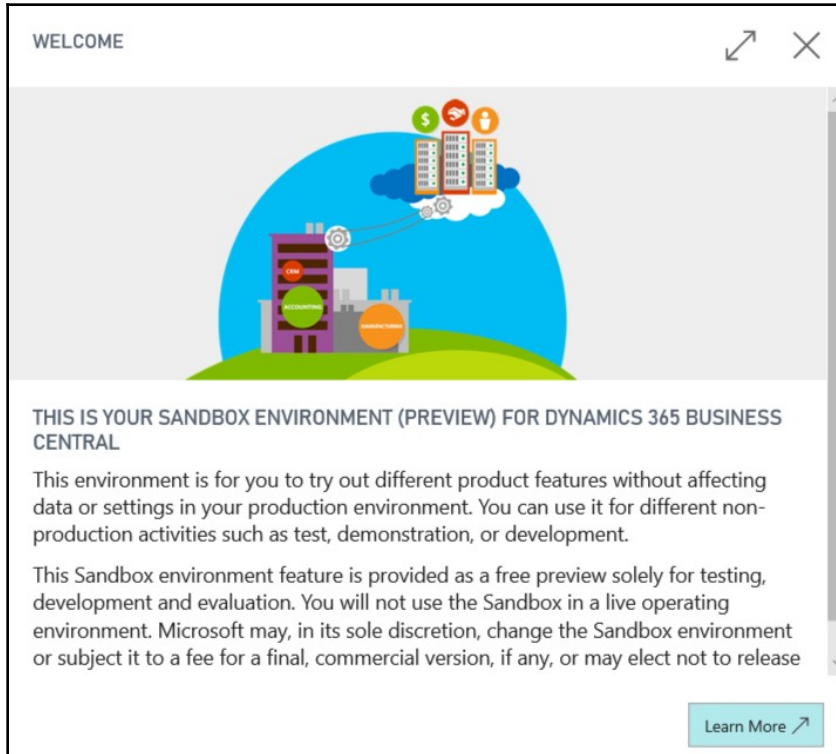 WELCOME
$
CRM
ACCOUNTING
MANUFACTURING
THIS IS YOUR SANDBOX ENVIRONMENT (PREVIEW) FOR DYNAMICS 365 BUSINESS
CENTRAL
This environment is for you to try out different product features without affecting
data or settings in your production environment. You can use it for different non-
production activities such as test, demonstration, or development.
This Sandbox environment feature is provided as a free preview solely for testing,
development and evaluation. You will not use the Sandbox in a live operating
environment. Microsoft may, in its sole discretion, change the Sandbox environment
or subject it to a fee for a final, commercial version, if any, or may elect not to release
Learn More